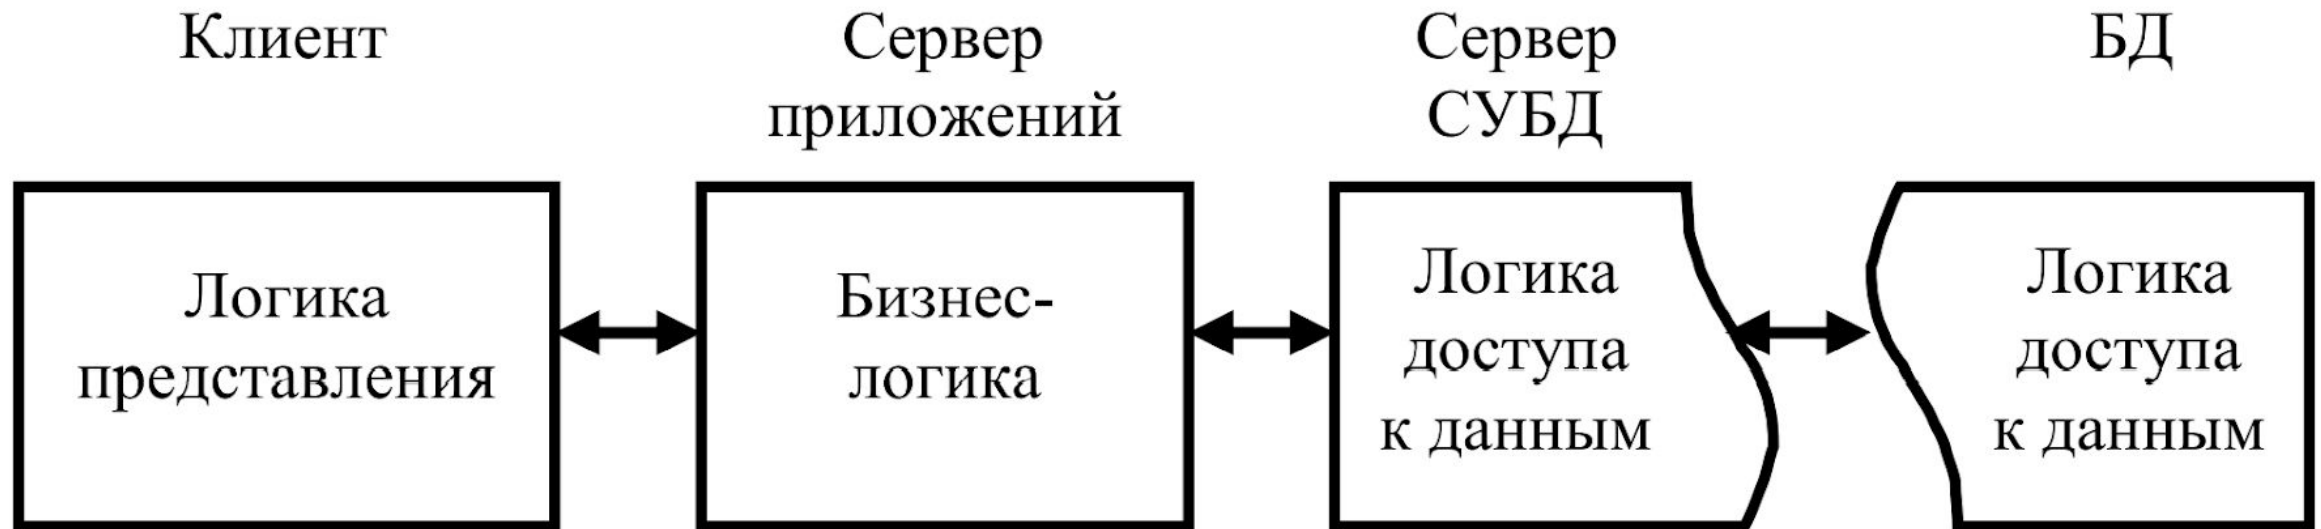 Клиент
Сервер
приложений
Сервер
СУБД
БД
Логика
представления
Бизнес-
логика
Логика
доступа
к данным
Логика
доступа
к данным